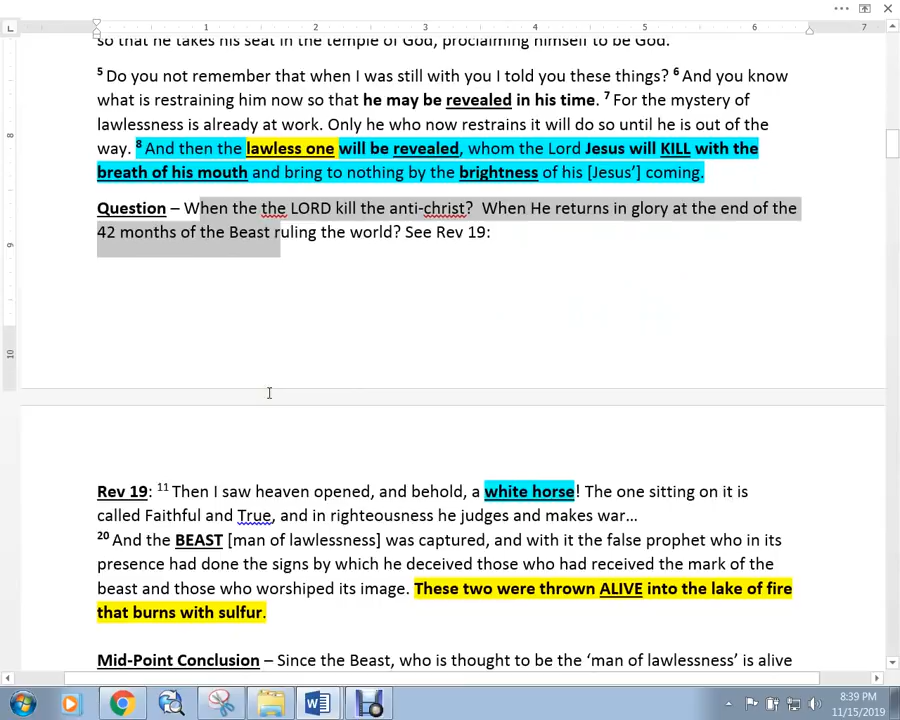 1 2 3 4 5 6 7
so that he takes his seat in the temple of God, proclaiming himself to be God.
5 Do you not remember that when I was still with you I told you these things? 6 And you know
what is restraining him now so that he may be revealed in his time. 7 For the mystery of
lawlessness is already at work. Only he who now restrains it will do so until he is out of the
way. 8 And then the lawless one will be revealed, whom the Lord Jesus will KILL with the
breath of his mouth and bring to nothing by the brightness of his [Jesus’] coming.
Question – When the the LORD kill the anti-christ? When He returns in glory at the end of the
42 months of the Beast ruling the world? See Rev 19:
8
9
10
Rev 19: 11 Then I saw heaven opened, and behold, a white horse! The one sitting on it is
called Faithful and True, and in righteousness he judges and makes war…
20 And the BEAST [man of lawlessness] was captured, and with it the false prophet who in its
presence had done the signs by which he deceived those who had received the mark of the
beast and those who worshiped its image. These two were thrown ALIVE into the lake of fire
that burns with sulfur.
Mid-Point Conclusion – Since the Beast, who is thought to be the ‘man of lawlessness’ is alive
8:39 PM
11/15/2019